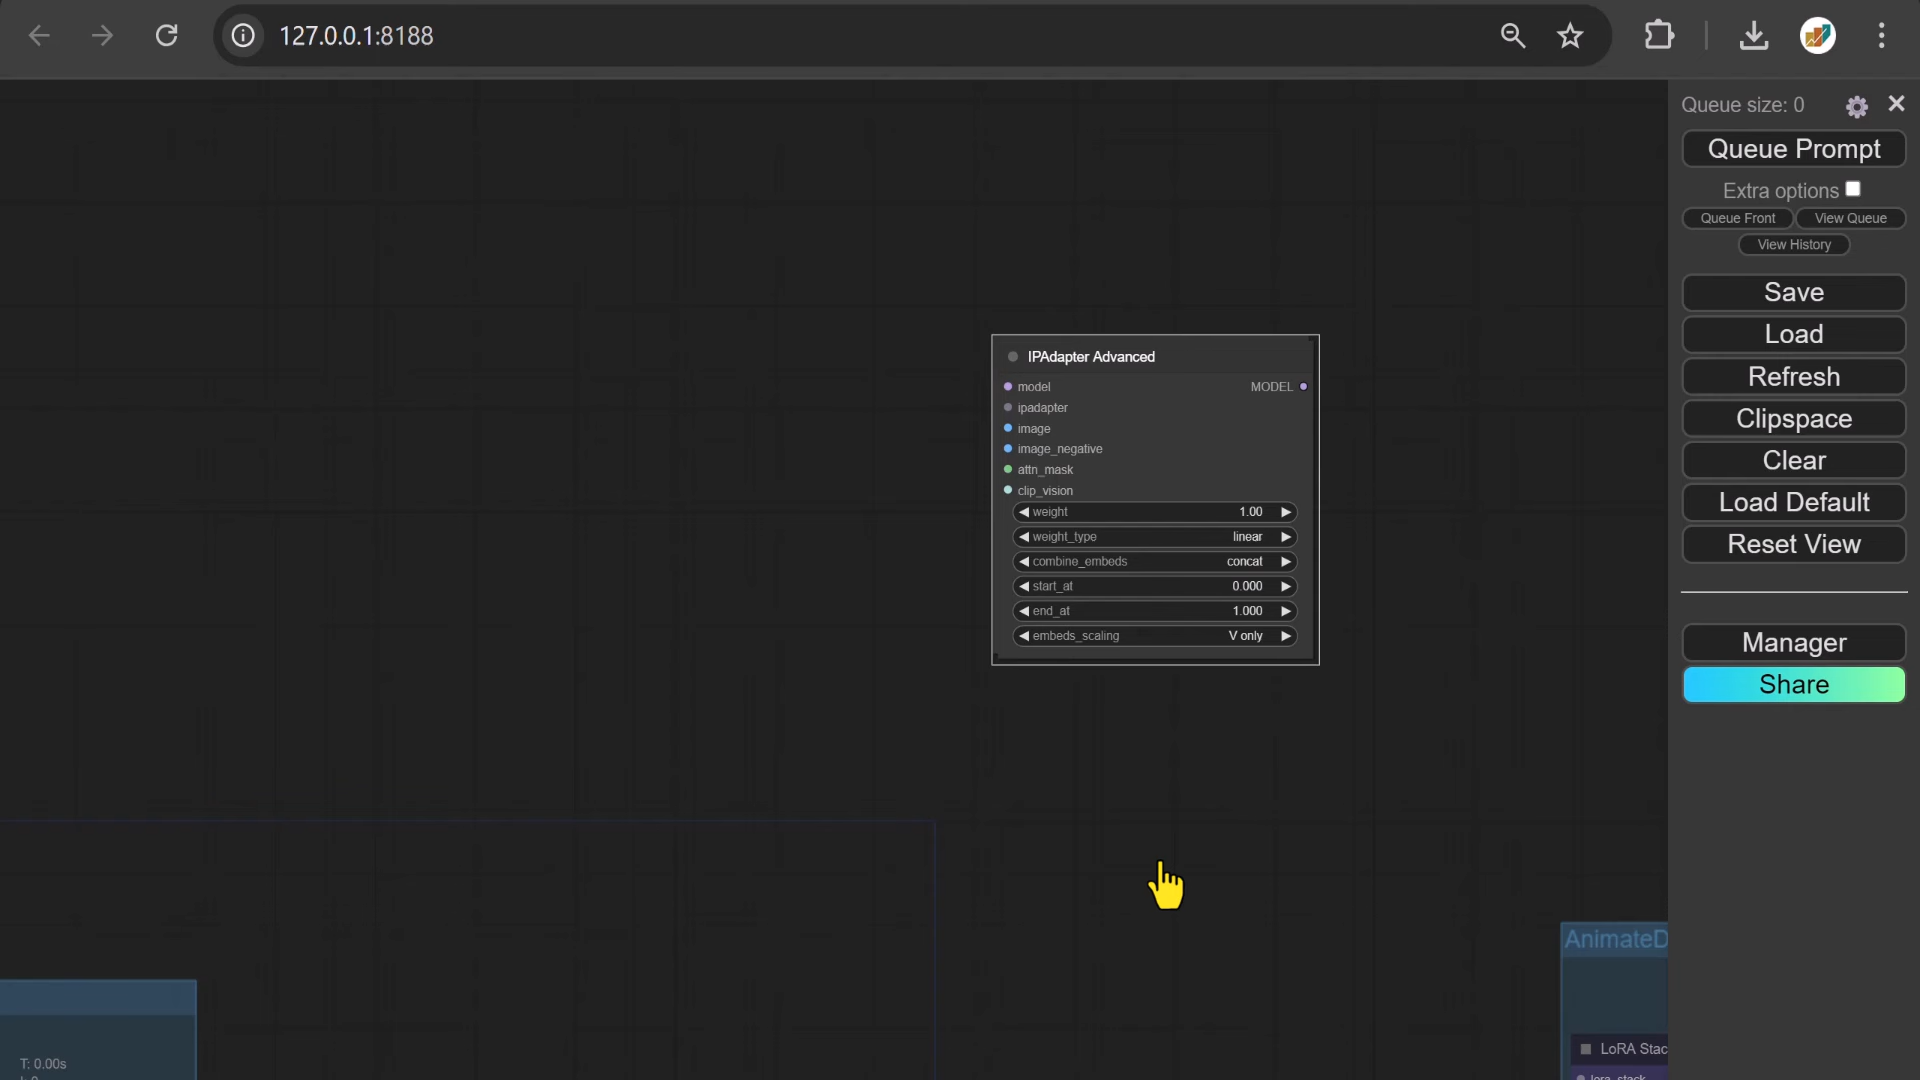 127.0.0.1:8188
Queue size: 0
Queue Prompt
Extra options
Queue Front
View Queue
View History
Save
Load
Refresh
Clipspace
Clear
Load Default
Reset View
Manager
Share
IPAdapter Advanced
model
MODEL
ipadapter
image
image_negative
attn_mask
clip_vision
weight 1.00
weight_type linear
combine_embeds concat
start_at 0.000
end_at 1.000
embeds_scaling V only
AnimateD
LoRA Stac
lora_stack
T: 0.00s